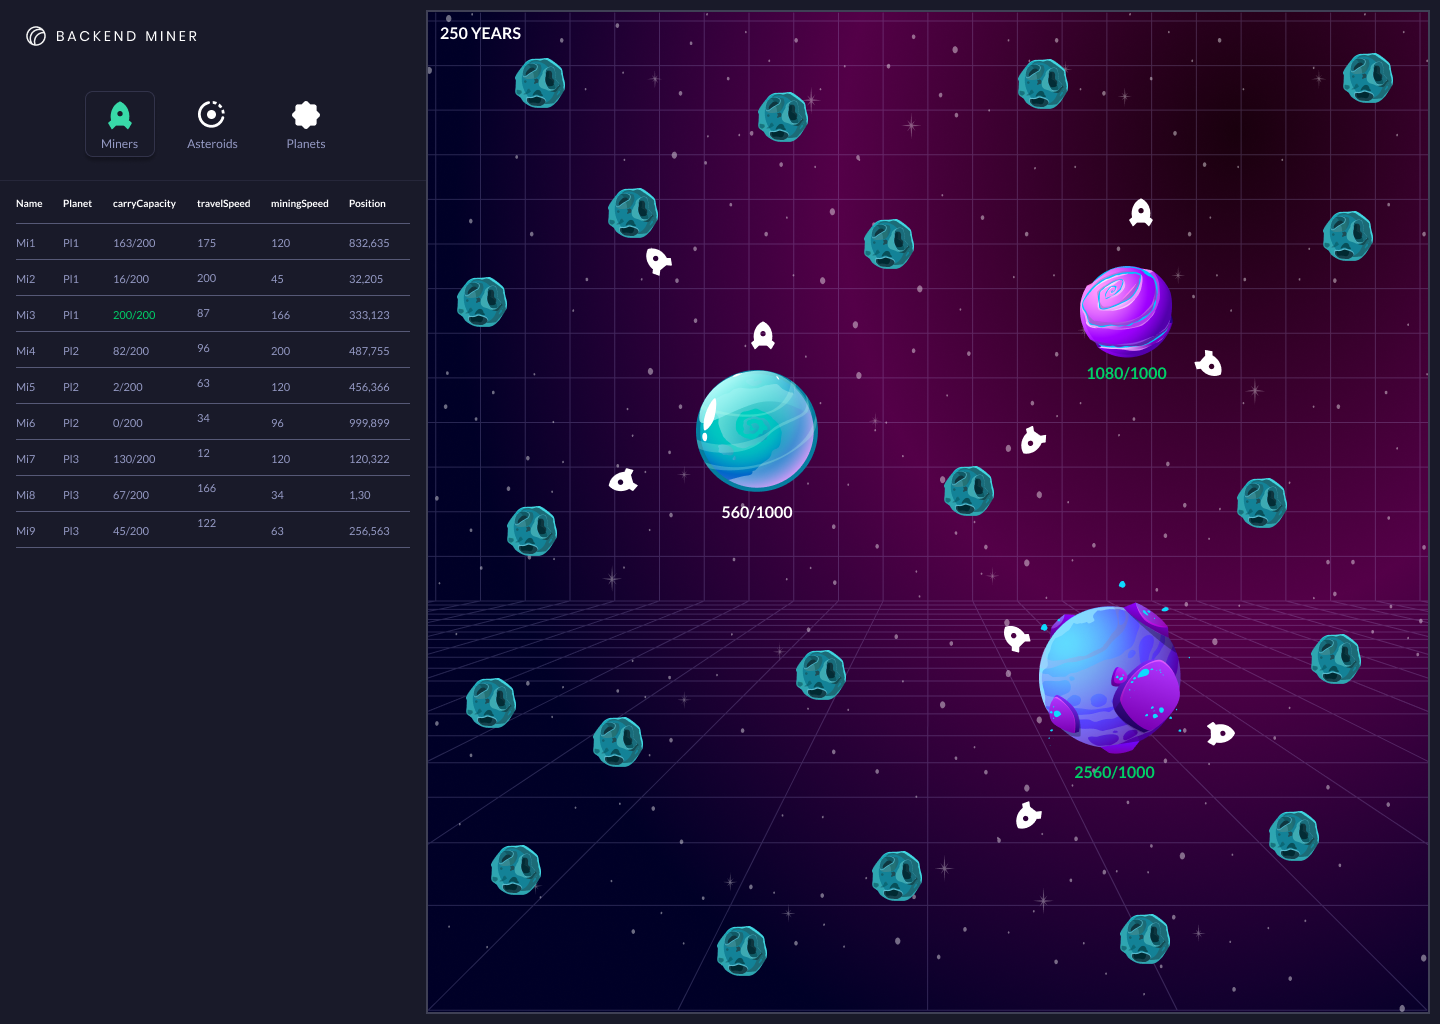 BACKEND MINER
Miners Asteroids Planets
Name Planet carryCapacity travelSpeed miningSpeed Position
Mi1 Pl1 163/200 175 120 832,635
Mi2 Pl1 16/200 200 45 32,205
Mi3 Pl1 200/200 87 166 333,123
Mi4 Pl2 82/200 96 200 487,755
Mi5 Pl2 2/200 63 120 456,366
Mi6 Pl2 0/200 34 96 999,899
Mi7 Pl3 130/200 12 120 120,322
Mi8 Pl3 67/200 166 34 1,30
Mi9 Pl3 45/200 122 63 256,563
250 YEARS
1080/1000
560/1000
2560/1000